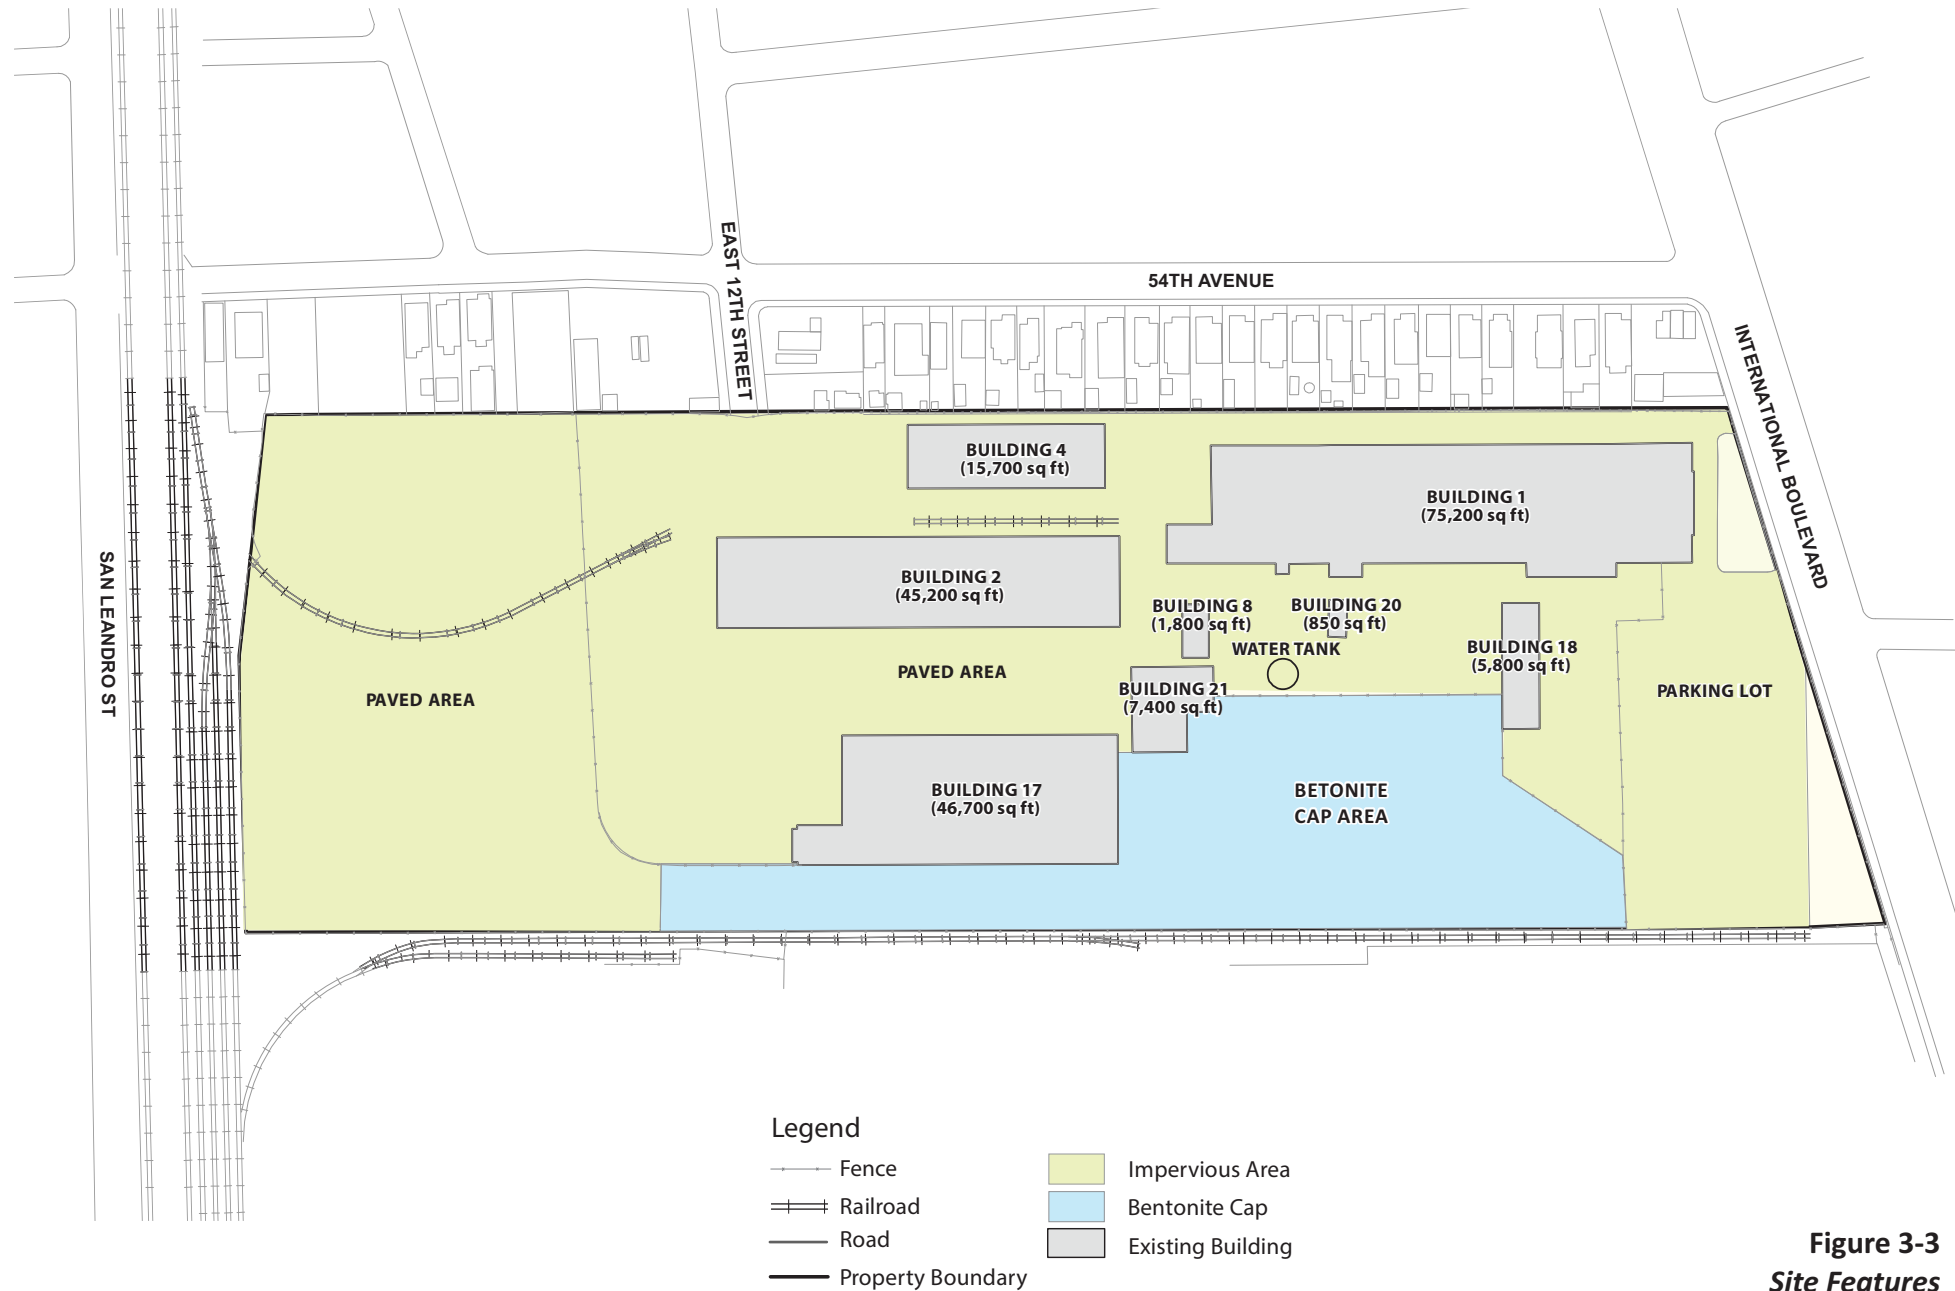 EAST 12TH STREET
54TH AVENUE
INTERNATIONAL BOULEVARD
SAN LEANDRO ST
BUILDING 4
(15,700 sq ft)
BUILDING 1
(75,200 sq ft)
BUILDING 2
(45,200 sq ft)
BUILDING 8
(1,800 sq ft)
BUILDING 20
(850 sq ft)
WATER TANK
BUILDING 18
(5,800 sq ft)
PAVED AREA
PAVED AREA
BUILDING 21
(7,400 sq ft)
PARKING LOT
BUILDING 17
(46,700 sq ft)
BETONITE
CAP AREA
Legend
Fence
Railroad
Road
Property Boundary
Impervious Area
Bentonite Cap
Existing Building
Figure 3-3
Site Features